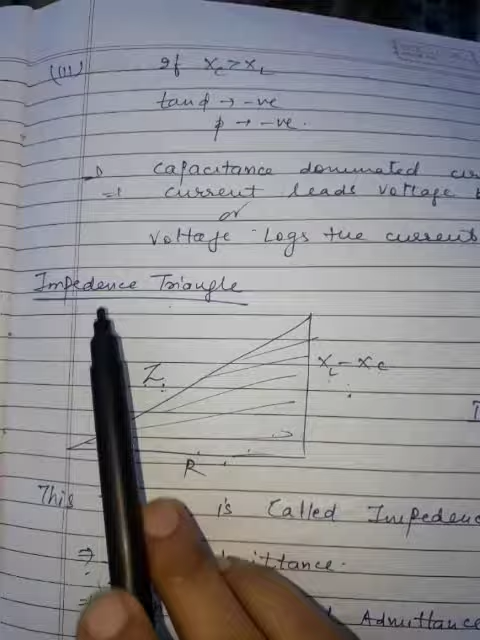 (III) If Xc > XL
tanϕ → -ve
ϕ → -ve.
Capacitance dominated
⇒ current leads voltage
or
Voltage Lags the current
Impedence Triangle
Z
XL - Xc
R
This is Called Impedenc
⇒
Admittance